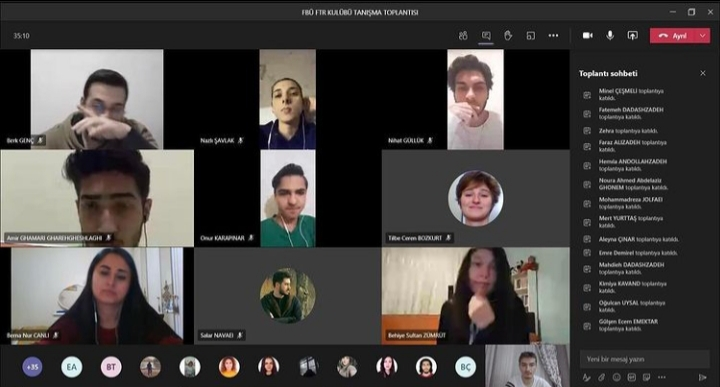 FBÜ FTR KULÜBÜ TANIŞMA TOPLANTISI
35:10
Ayrıl
Toplantı sohbeti
Minel ÇEŞMELİ toplantıya
katıldı.
Fatemeh DADASHZADEH
toplantıya katıldı.
Zehra toplantıya katıldı.
Faraz ALIZADEH toplantıya
katıldı.
Hemda ANDOLLAHZADEH
toplantıya katıldı.
Noura Ahmed Abdelaziz
GHONEM toplantıya katıldı.
Mohammadreza JOLFAEI
toplantıya katıldı.
Mert YURTTAŞ toplantıya
katıldı.
Aleyna ÇINAR toplantıya katıldı.
Emre Demirel toplantıya katıldı.
Mahdieh DADASHZADEH
toplantıya katıldı.
Kimiya KAVAND toplantıya
katıldı.
Oğulcan UYSAL toplantıya
katıldı.
Gülşen Ecem EMEKTAR
toplantıya katıldı.
Yeni bir mesaj yazın
Berk GENÇ
Nazlı ŞAVLAK
Nihat GÜLLÜK
Amir GHAMARI GHAREHGHESHLAGHI
Onur KARAPINAR
Tilbe Ceren BOZKURT
Berna Nur CANLI
Salar NAVAEI
Behiye Sultan ZÜMRÜT
+35
EA
BT
BÇ